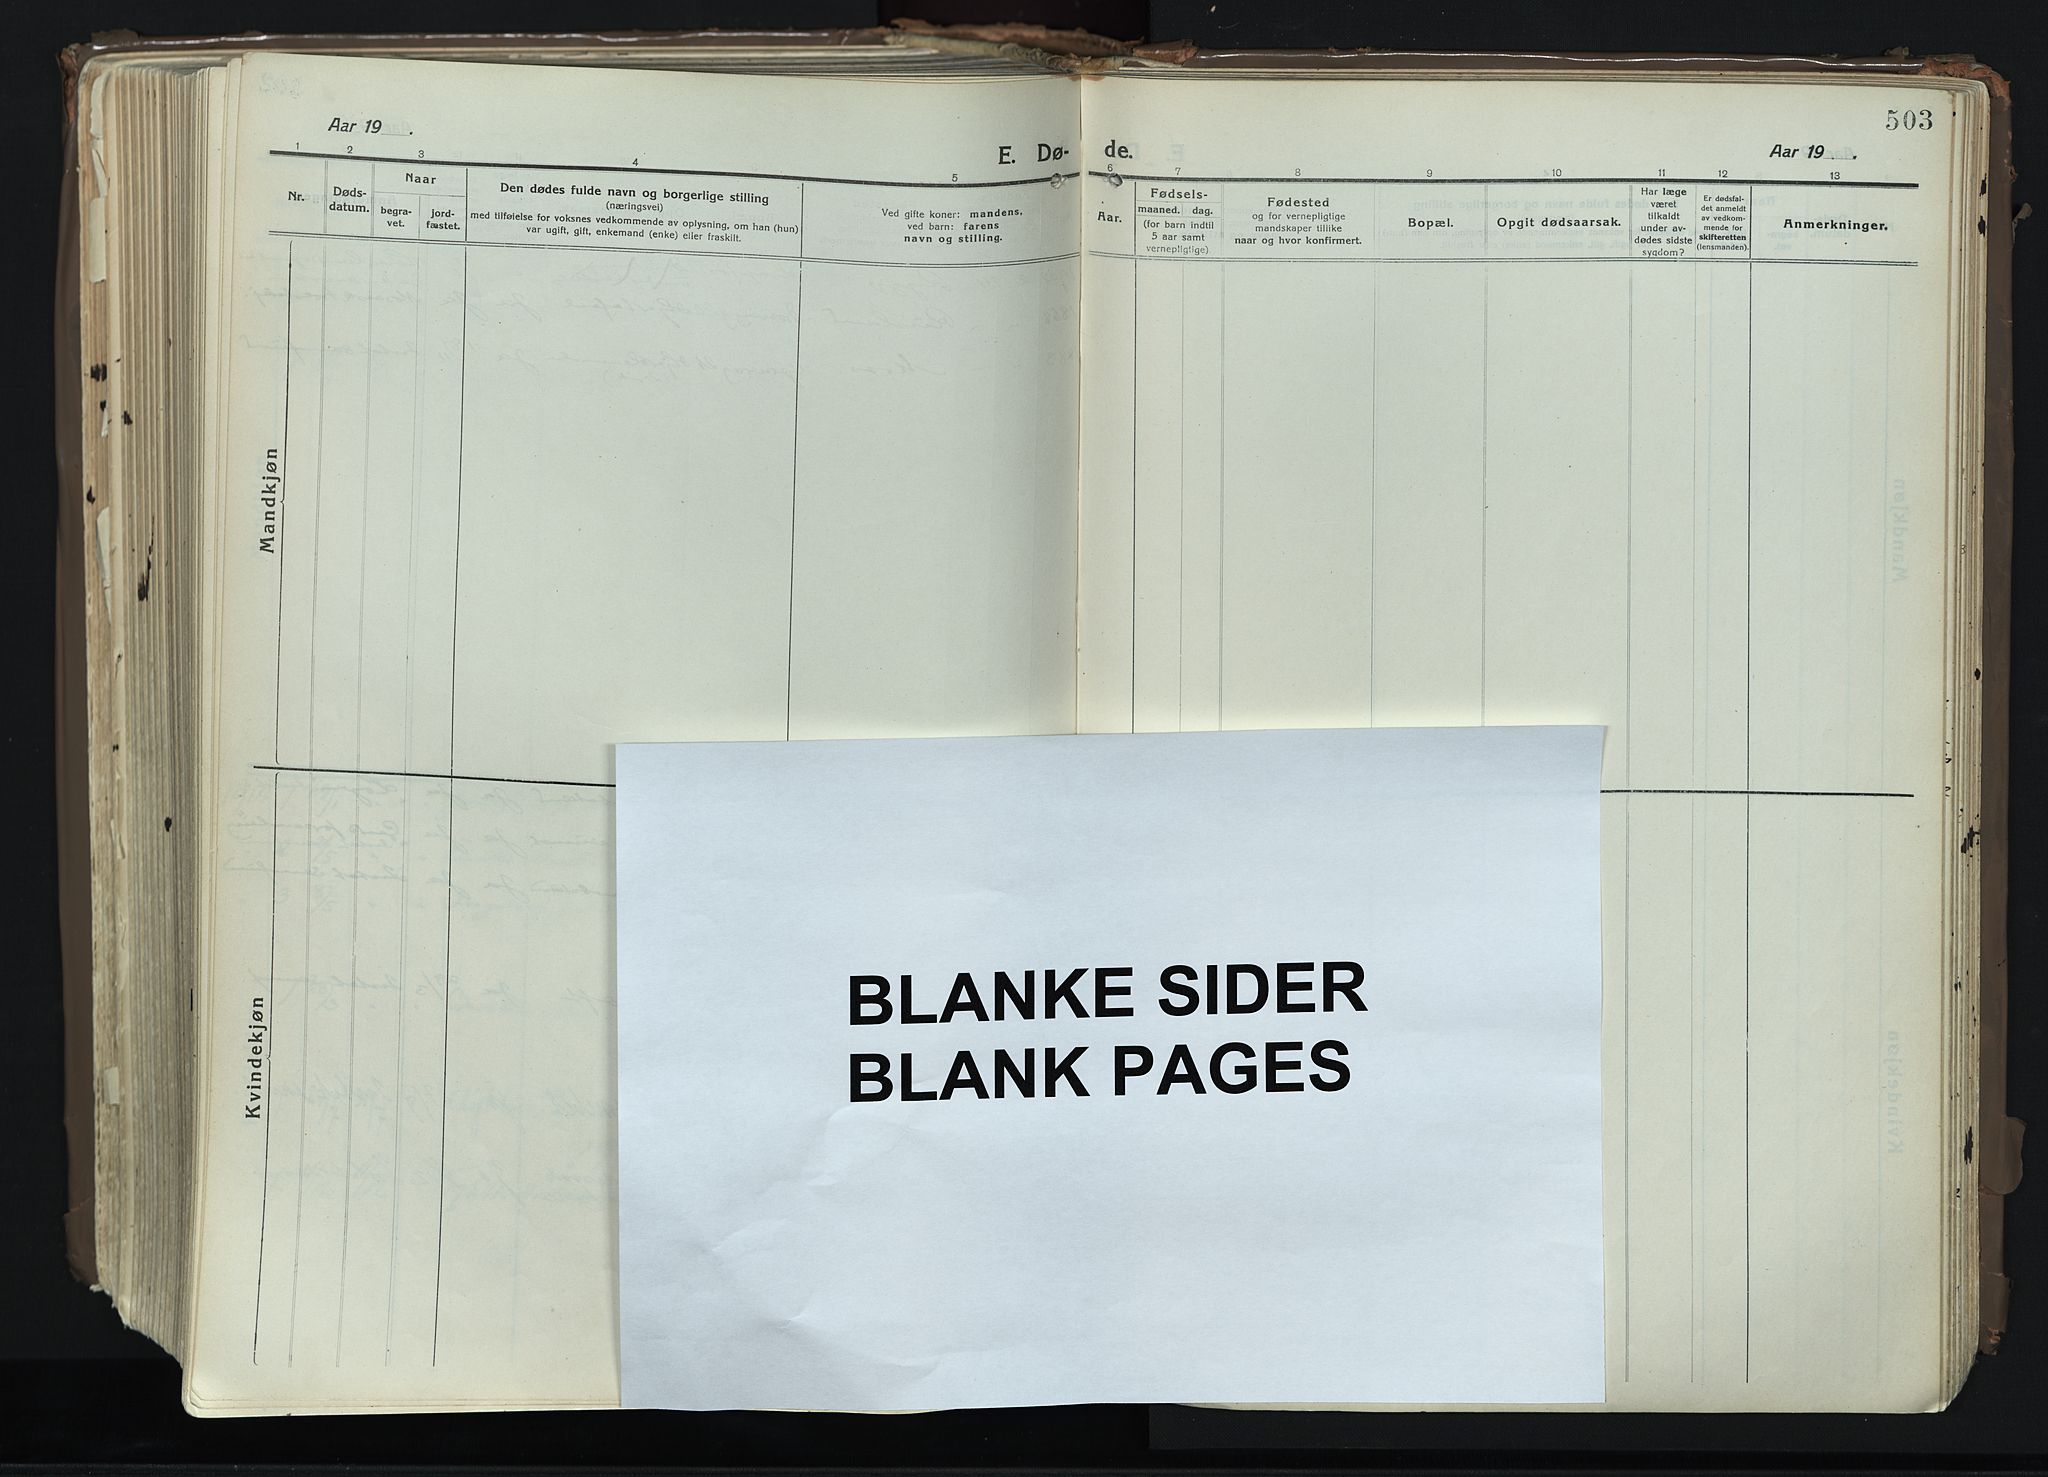 503
Aar 19 .
E. Dø- de.
Aar 19 .
1 2 3 4 5 6 7 8 9 10 11 12 13
Nr.
Døds-
datum.
Naar
begra-
vet.
jord-
fæstet.
Den dødes fulde navn og borgerlige stilling
(næringsvei)
med tilføielse for voksnes vedkommende av oplysning, om han (hun)
var ugift, gift, enkemand (enke) eller fraskilt.
Ved gifte koner: mandens,
ved barn: farens
navn og stilling.
Aar.
Fødsels-
maaned. dag.
(for barn indtil
5 aar samt
vernepligtige).
Fødested
og for vernepligtige
mandskaper tillike
naar og hvor konfirmert.
Bopæl.
Opgit dødsaarsak.
Har læge
været
tilkaldt
under av-
dødes sidste
sygdom?
Er dødsfal-
det anmeldt
av vedkom-
mende for
skifteretten
(lensmanden).
Anmerkninger.
Mandkjøn
Kvindekjøn
BLANKE SIDER
BLANK PAGES